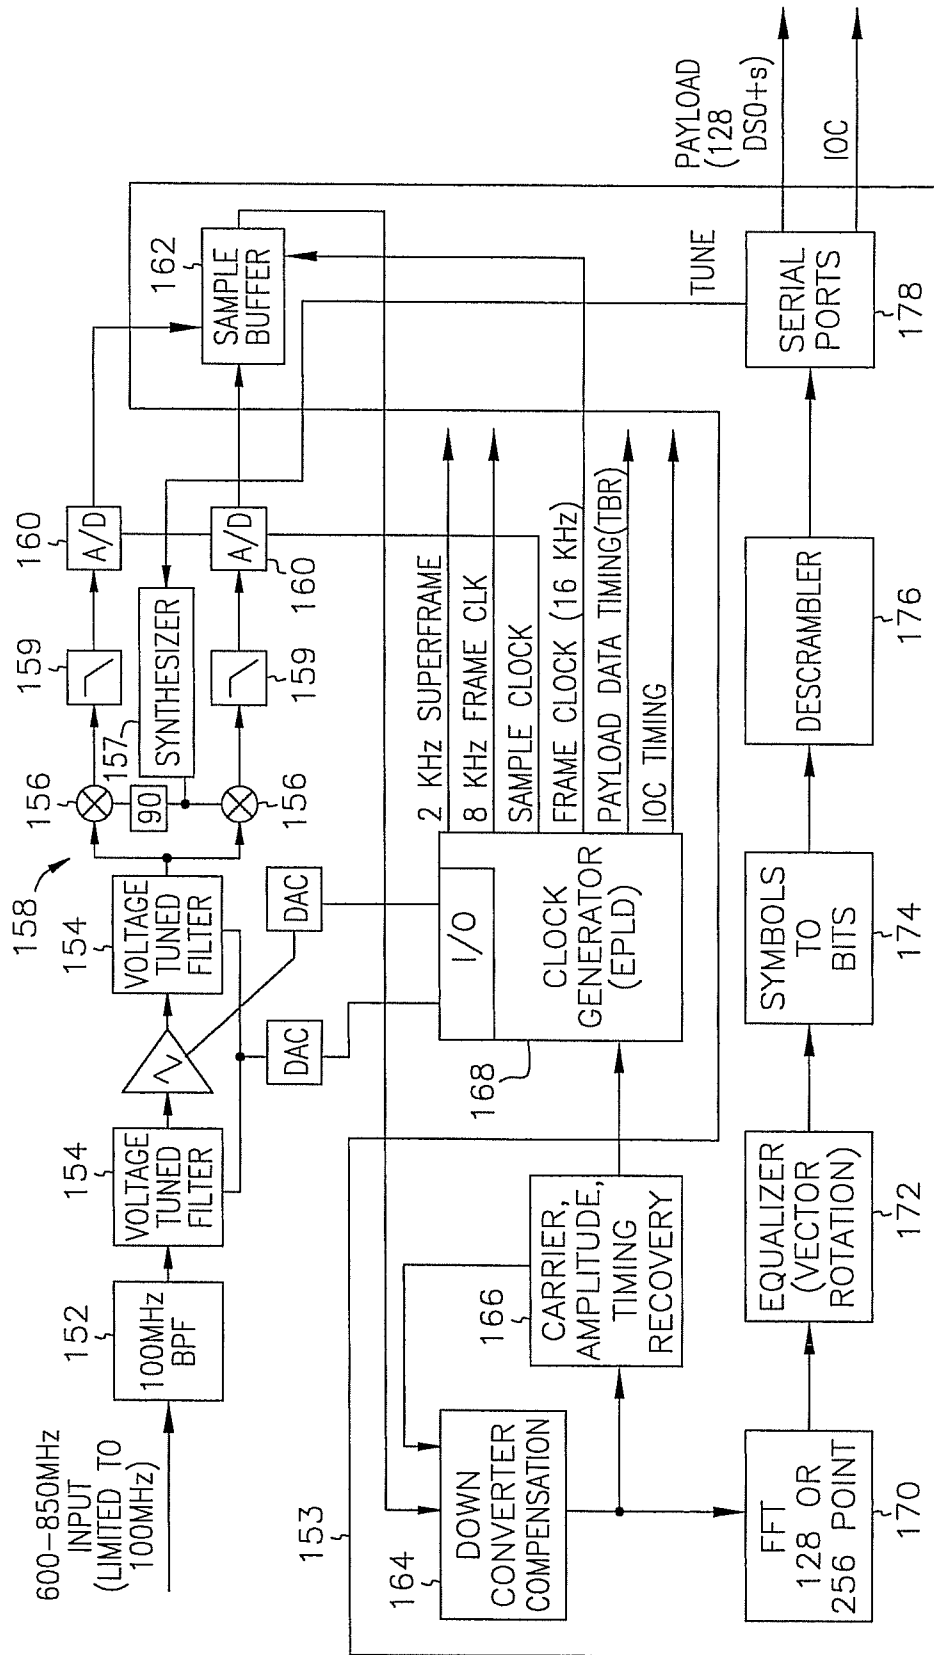 600-850MHz
INPUT
(LIMITED TO
100MHz)
152
100MHz
BPF
154
VOLTAGE
TUNED
FILTER
154
VOLTAGE
TUNED
FILTER
158
DAC
DAC
156
90
156
157
SYNTHESIZER
159
159
160
A/D
A/D
160
162
SAMPLE
BUFFER
153
164
DOWN
CONVERTER
COMPENSATION
166
CARRIER,
AMPLITUDE,
TIMING
RECOVERY
168
I/O
CLOCK
GENERATOR
(EPLD)
2 KHz SUPERFRAME
8 KHz FRAME CLK
SAMPLE CLOCK
FRAME CLOCK (16 KHz)
PAYLOAD DATA TIMING(TBR)
IOC TIMING
TUNE
FFT
128 OR
256 POINT
170
EQUALIZER
(VECTOR
ROTATION)
172
SYMBOLS
TO
BITS
174
DESCRAMBLER
176
SERIAL
PORTS
178
PAYLOAD
(128
DS0+s)
IOC